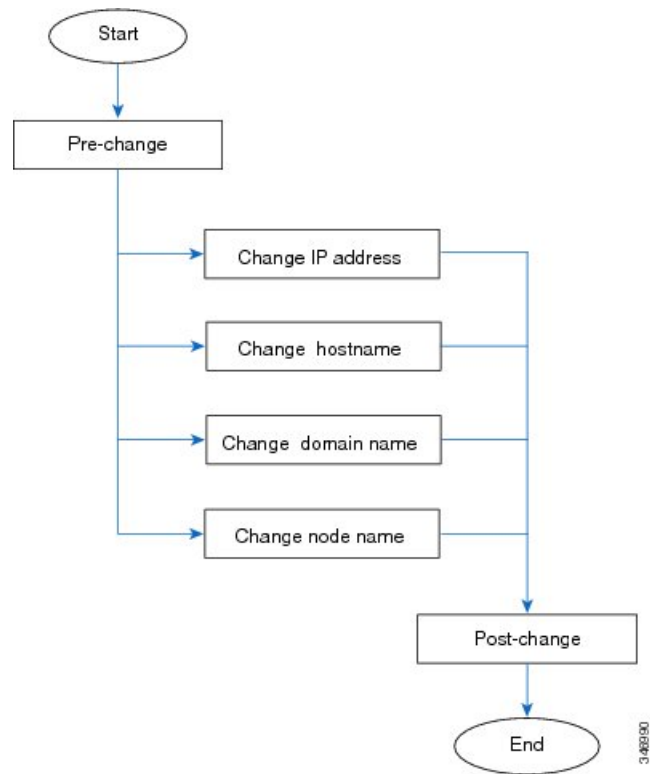 Start
Pre-change
Change IP address
Change hostname
Change domain name
Change node name
Post-change
End
346990